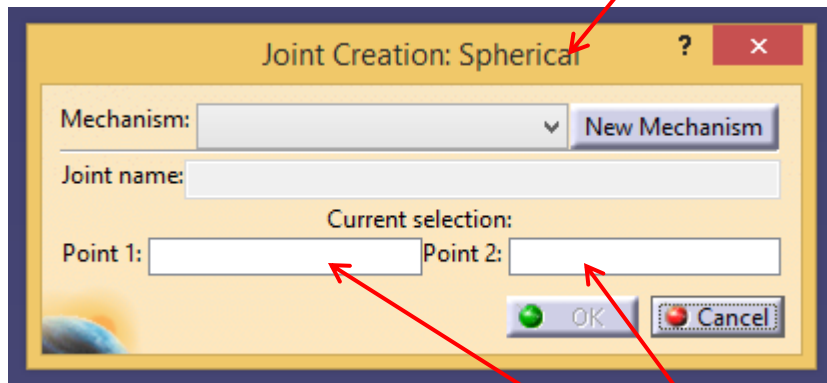 Joint Creation: Spherical ?
Mechanism: New Mechanism
Joint name:
Current selection:
Point 1: Point 2:
OK Cancel